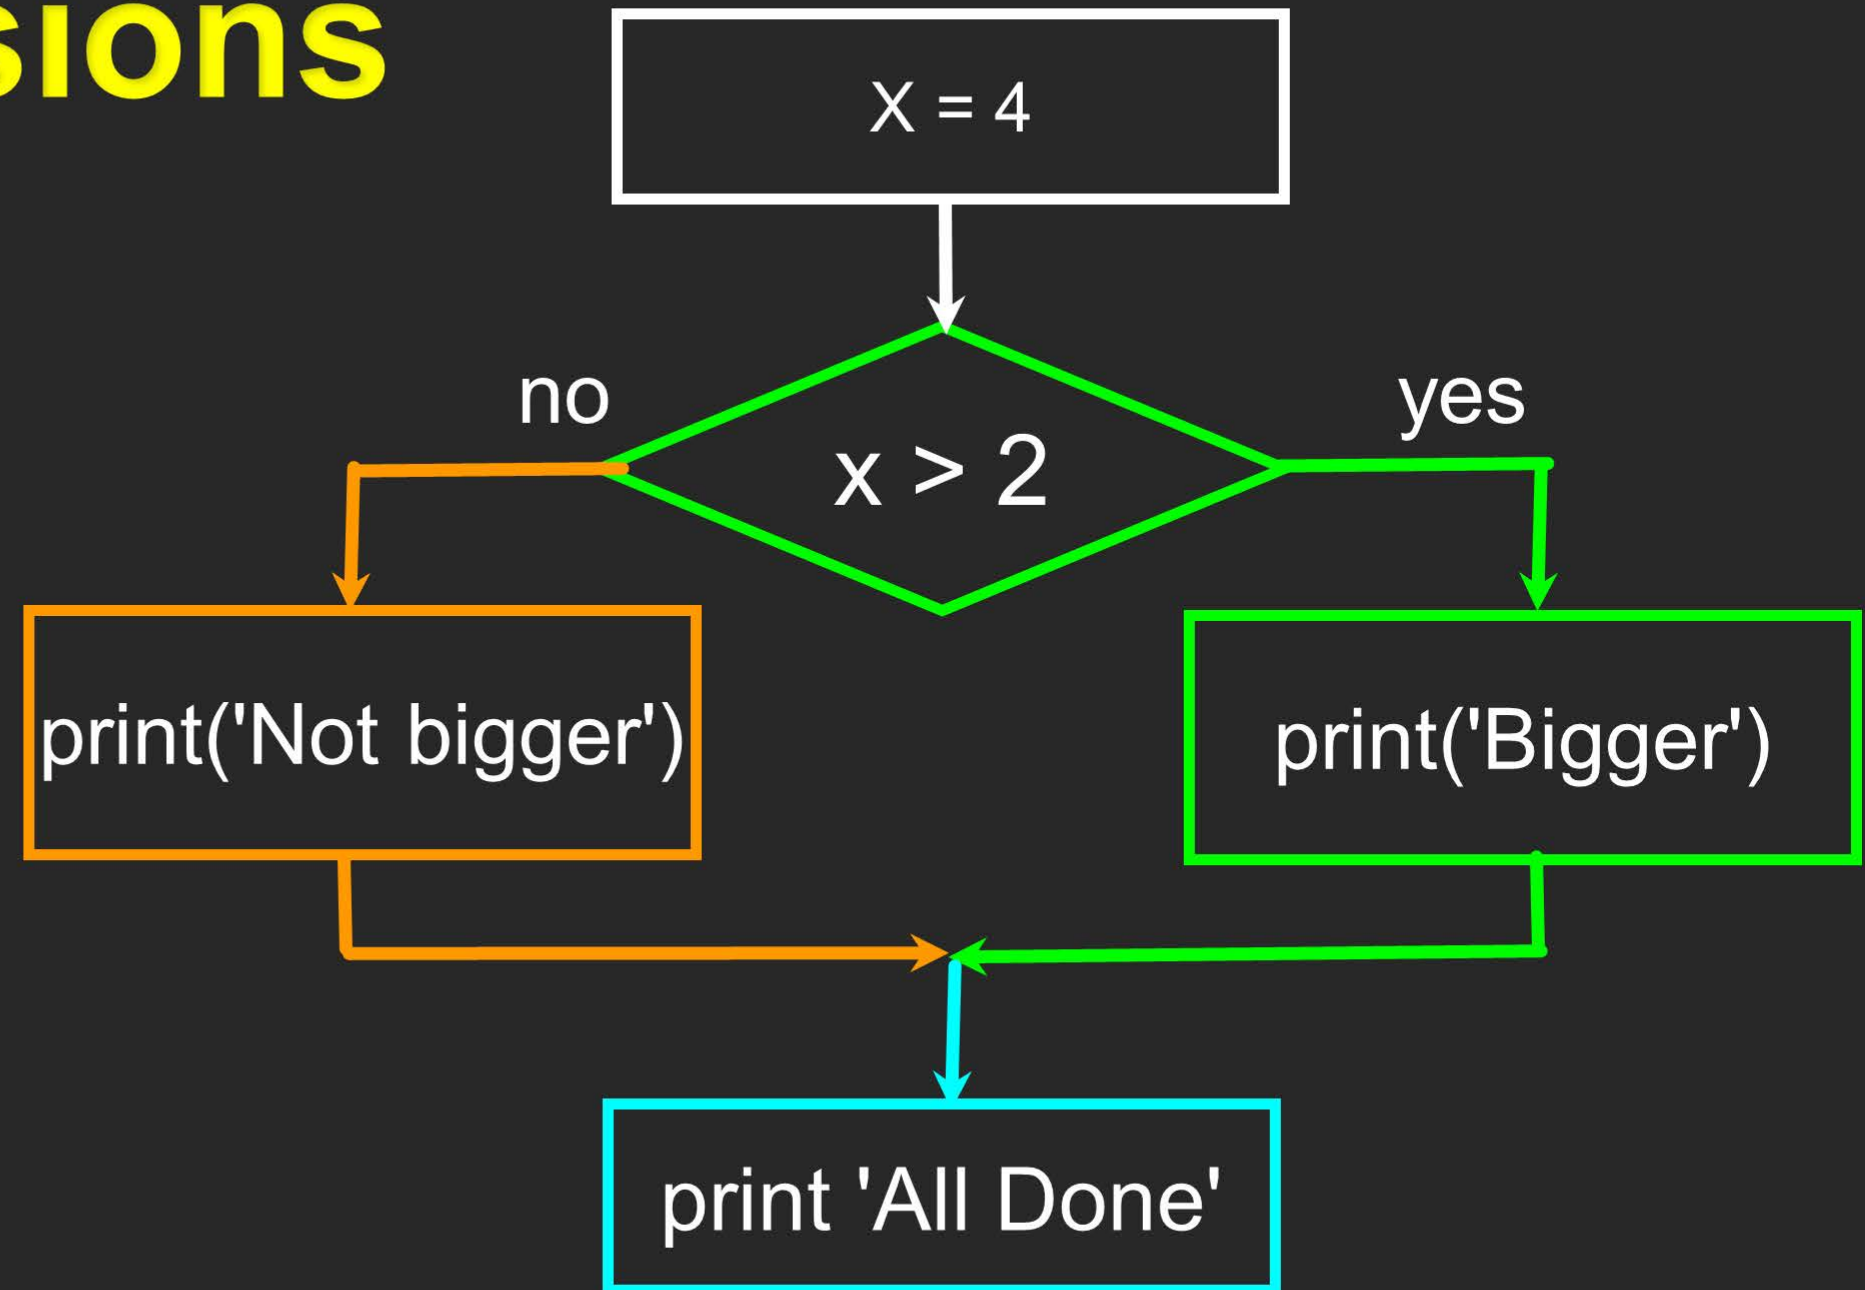 sions
X = 4
no
yes
x > 2
print('Not bigger')
print('Bigger')
print 'All Done'